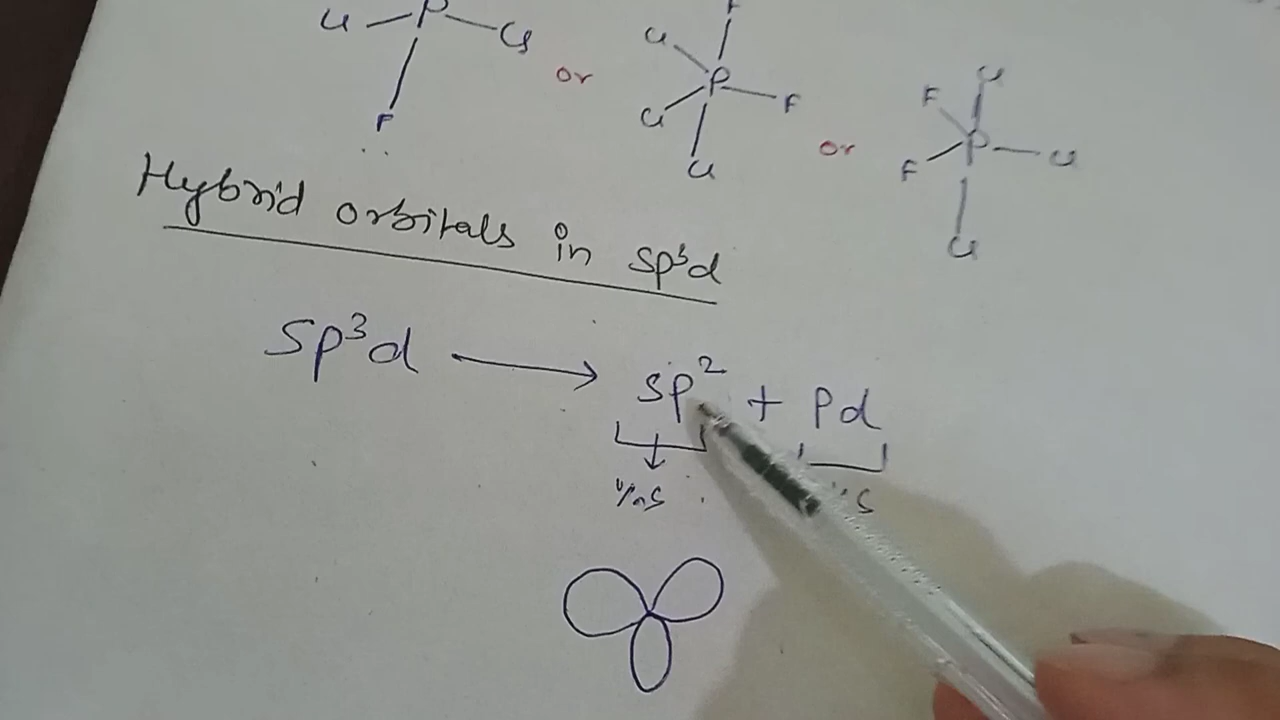 Cl P Cl
F
or
F
Cl P F
Cl
Cl
or
Cl
F P Cl
F
Cl
Hybrid orbitals in sp³d
Sp³d → sp² + Pd